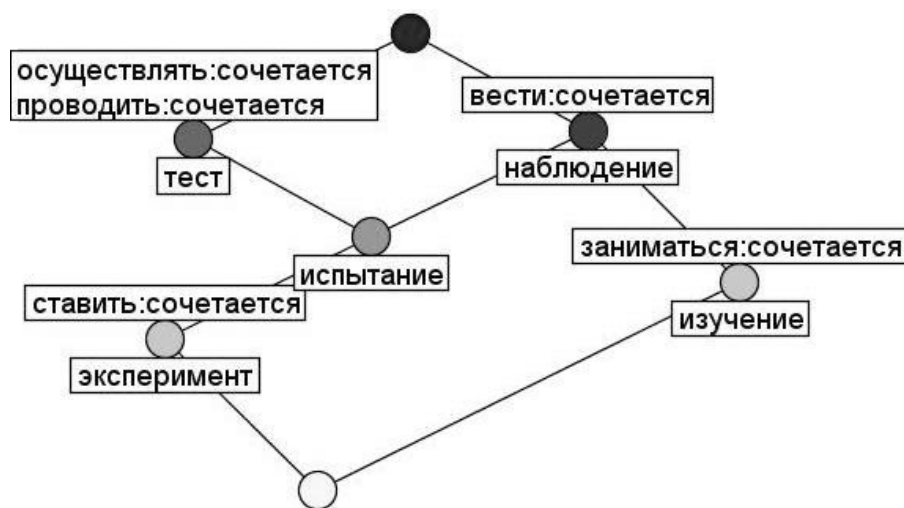 осуществлять:сочетается
проводить:сочетается
вести:сочетается
тест
наблюдение
заниматься:сочетается
испытание
ставить:сочетается
изучение
эксперимент